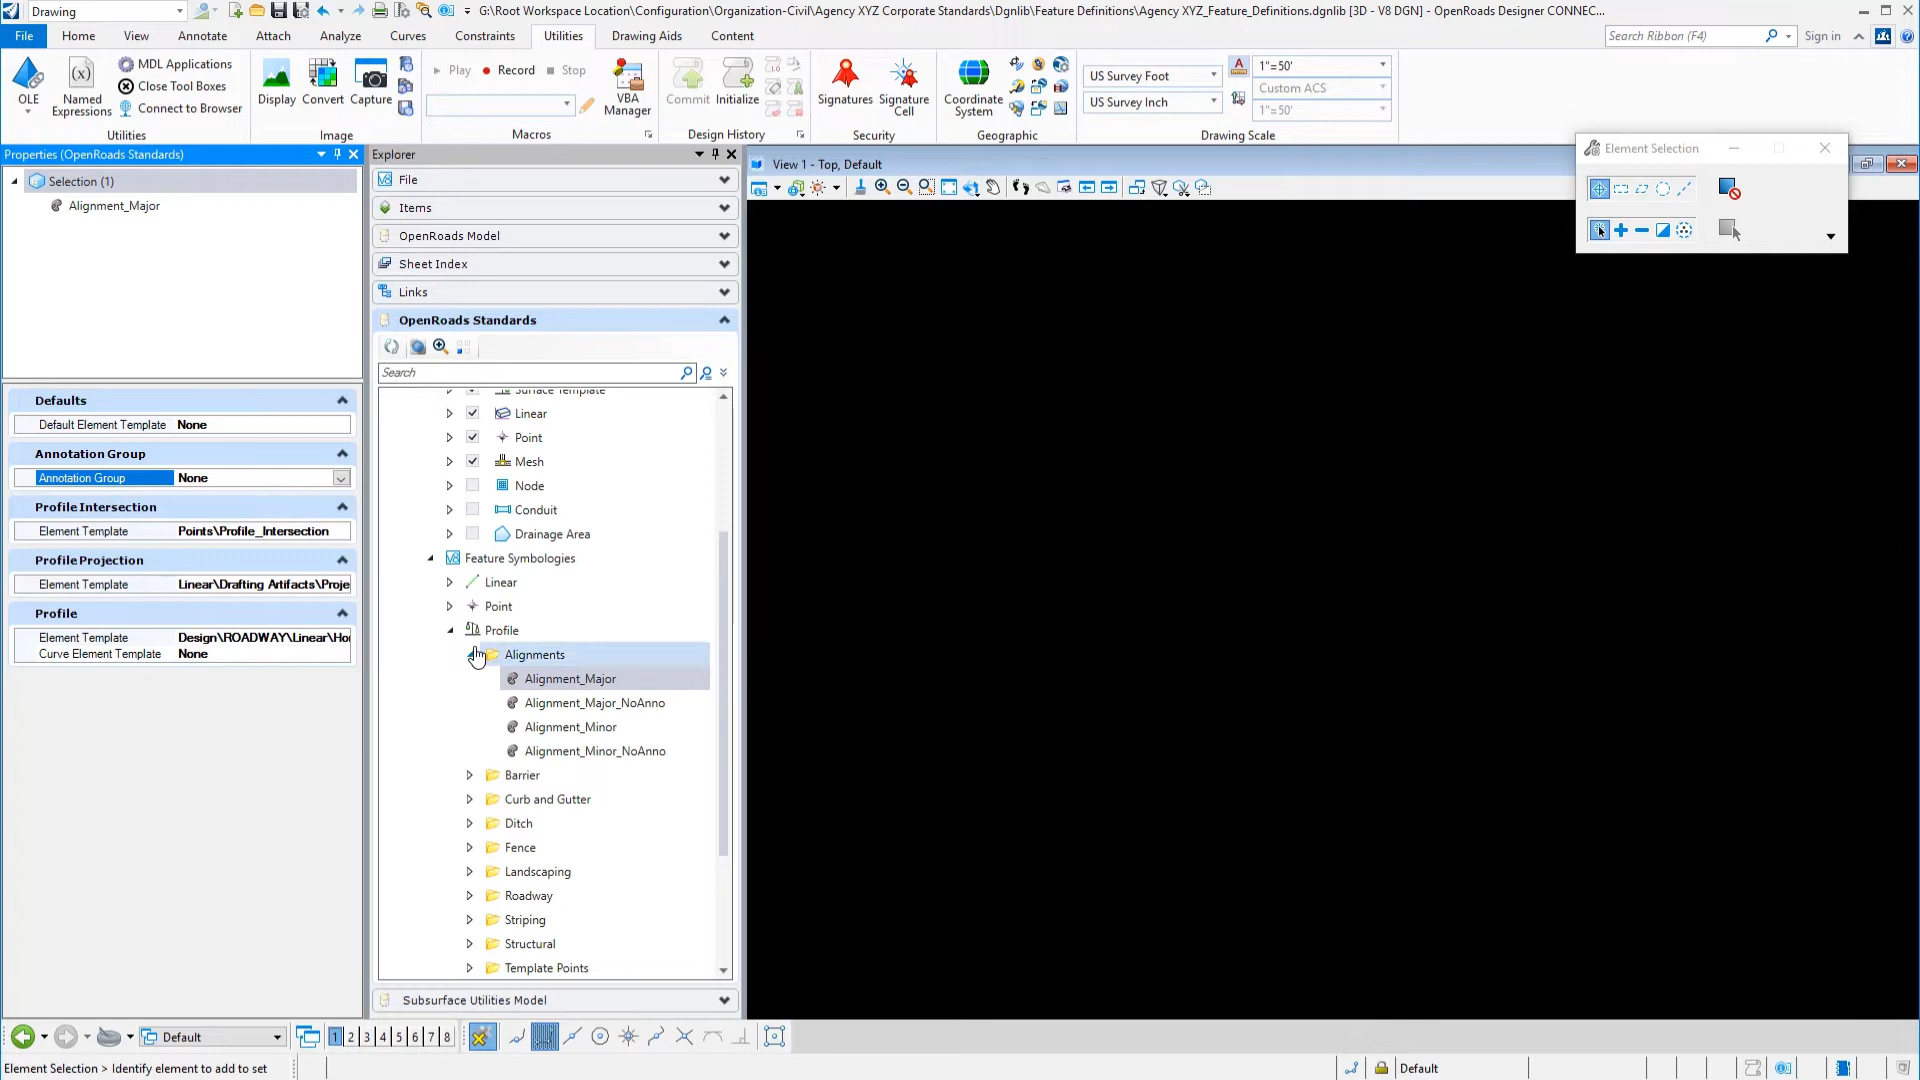 Drawing
G:\Root Workspace Location\Configuration\Organization-Civil\Agency XYZ Corporate Standards\Dgnlib\Feature Definitions\Agency XYZ_Feature_Definitions.dgnlib [3D - V8 DGN] - OpenRoads Designer CONNEC...
File Home View Annotate Attach Analyze Curves Constraints Utilities Drawing Aids Content
Search Ribbon (F4)
Sign in
OLE
Named Expressions
MDL Applications
Close Tool Boxes
Connect to Browser
Utilities
Display Convert Capture
Image
Play Record Stop
VBA Manager
Macros
Commit Initialize
Design History
Signatures
Signature Cell
Security
Coordinate System
Geographic
US Survey Foot
US Survey Inch
1"=50'
Custom ACS
1"=50'
Drawing Scale
Properties (OpenRoads Standards)
Selection (1)
Alignment_Major
Defaults
Default Element Template None
Annotation Group
Annotation Group None
Profile Intersection
Element Template Points\Profile_Intersection
Profile Projection
Element Template Linear\Drafting Artifacts\Proje
Profile
Element Template Design\ROADWAY\Linear\Ho
Curve Element Template None
Explorer
File
Items
OpenRoads Model
Sheet Index
Links
OpenRoads Standards
Search
Surface Template
Linear
Point
Mesh
Node
Conduit
Drainage Area
Feature Symbologies
Linear
Point
Profile
Alignments
Alignment_Major
Alignment_Major_NoAnno
Alignment_Minor
Alignment_Minor_NoAnno
Barrier
Curb and Gutter
Ditch
Fence
Landscaping
Roadway
Striping
Structural
Template Points
Subsurface Utilities Model
View 1 - Top, Default
Element Selection
Default
1 2 3 4 5 6 7 8
Element Selection > Identify element to add to set
Default